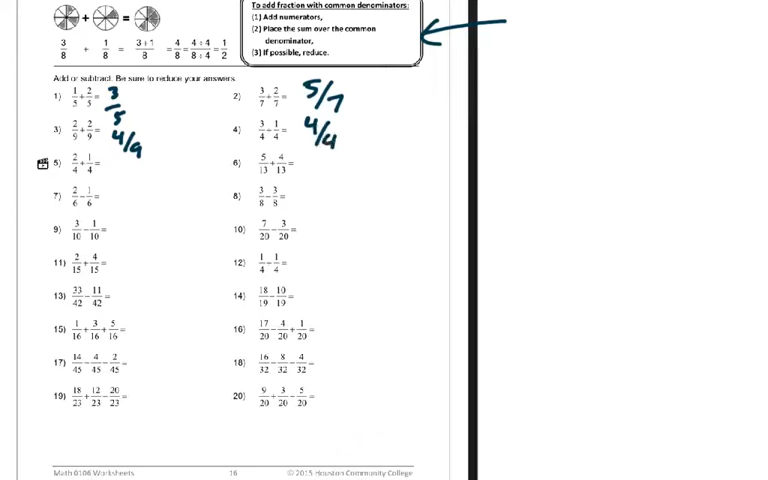 To add fraction with common denominators:
(1) Add numerators,
(2) Place the sum over the common
denominator,
(3) If possible, reduce.
+ =
3/8 + 1/8 = 3+1/8 = 4/8 = 4÷4/8÷4 = 1/2
Add or subtract. Be sure to reduce your answers.
1) 1/5 + 2/5 = 3/5
2) 3/7 + 2/7 = 5/7
3) 2/9 + 2/9 = 4/9
4) 3/4 + 1/4 = 4/4
5) 2/4 + 1/4 =
6) 5/13 + 4/13 =
7) 2/6 − 1/6 =
8) 3/8 − 3/8 =
9) 3/10 − 1/10 =
10) 7/20 − 3/20 =
11) 2/15 + 4/15 =
12) 1/4 + 1/4 =
13) 33/42 − 11/42 =
14) 18/19 − 10/19 =
15) 1/16 + 3/16 + 5/16 =
16) 17/20 − 4/20 + 1/20 =
17) 14/45 − 4/45 − 2/45 =
18) 16/32 − 8/32 − 4/32 =
19) 18/23 + 12/23 − 20/23 =
20) 9/20 + 3/20 − 5/20 =
Math 0106 Worksheets 16 © 2015 Houston Community College